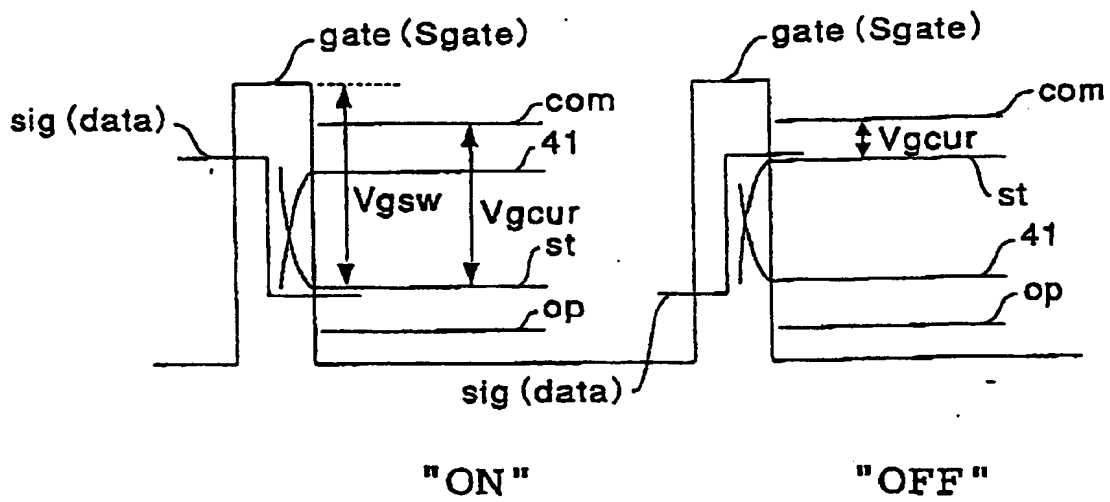 gate (Sgate)
gate (Sgate)
sig (data)
com
41
Vgsw
Vgcur
st
op
com
Vgcur
st
41
op
sig (data)
"ON"
"OFF"